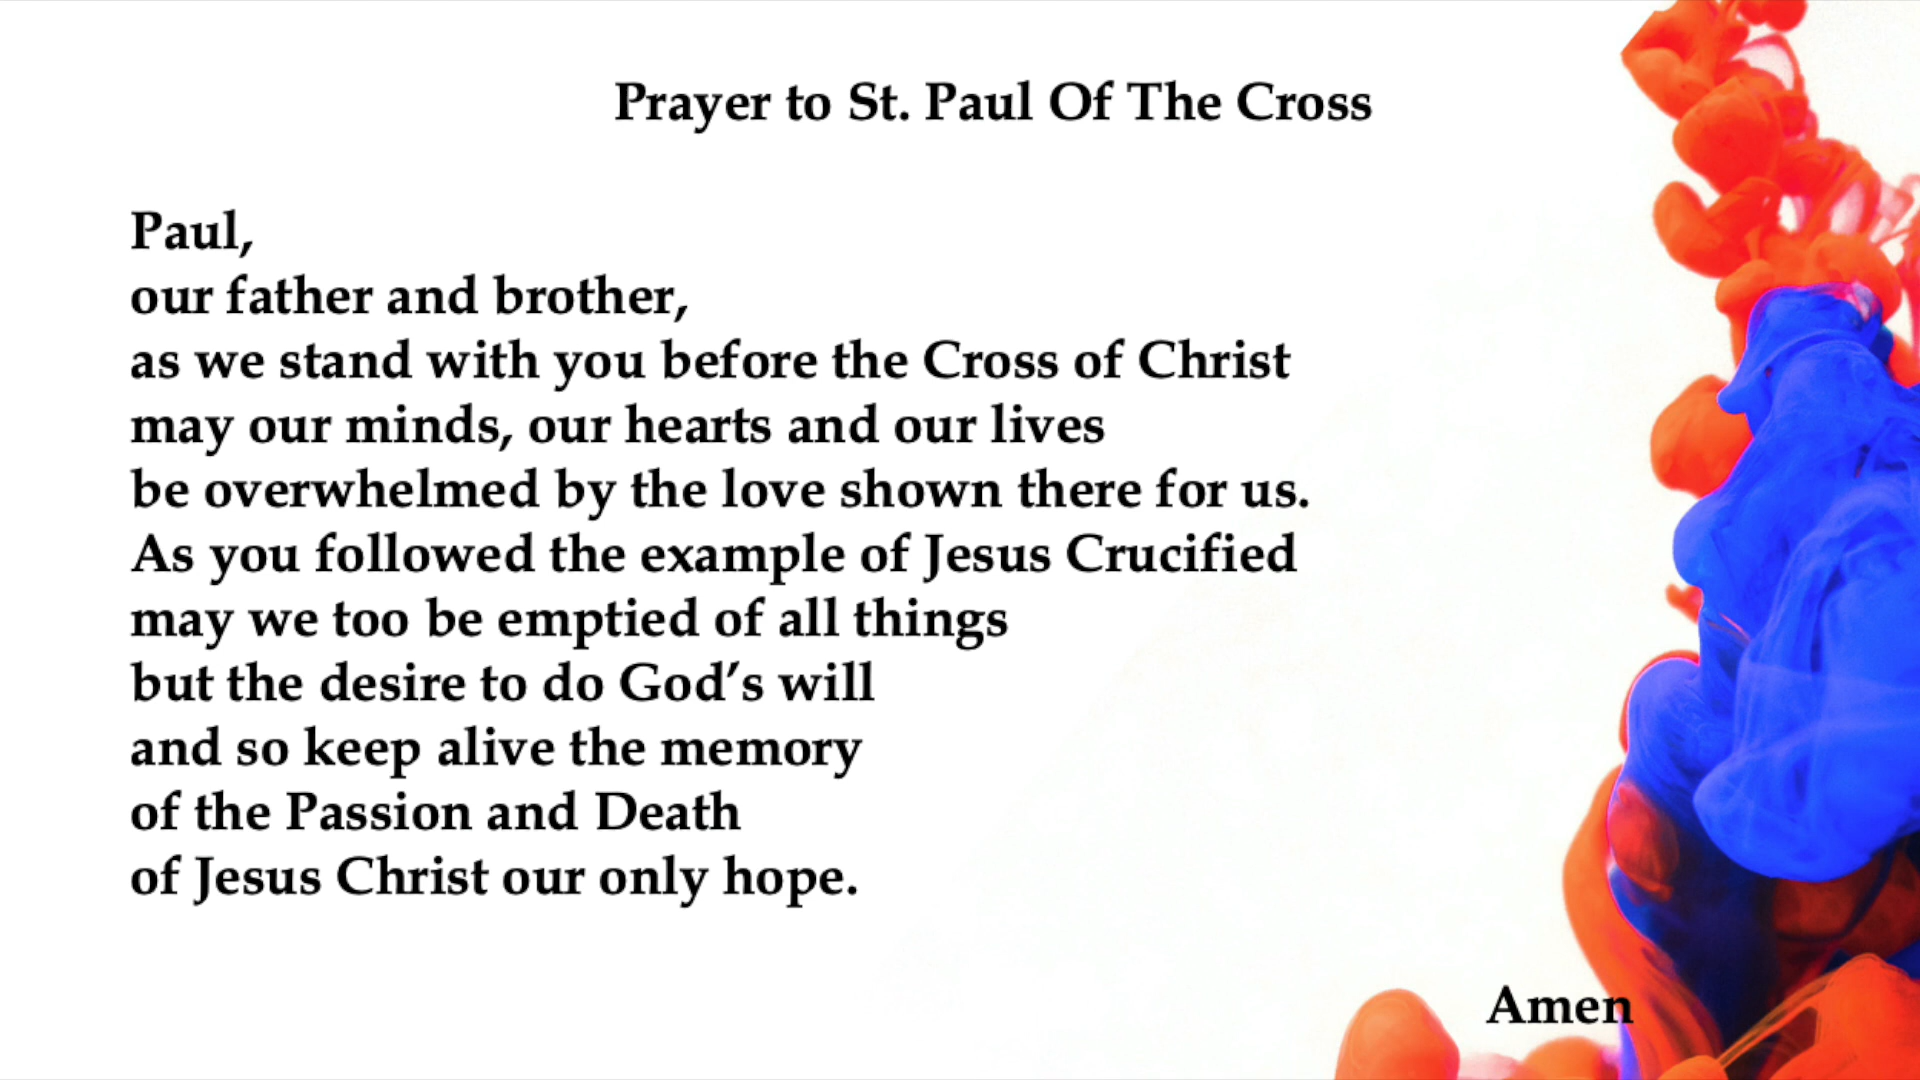 Prayer to St. Paul Of The Cross
Paul,
our father and brother,
as we stand with you before the Cross of Christ
may our minds, our hearts and our lives
be overwhelmed by the love shown there for us.
As you followed the example of Jesus Crucified
may we too be emptied of all things
but the desire to do God’s will
and so keep alive the memory
of the Passion and Death
of Jesus Christ our only hope.
Amen